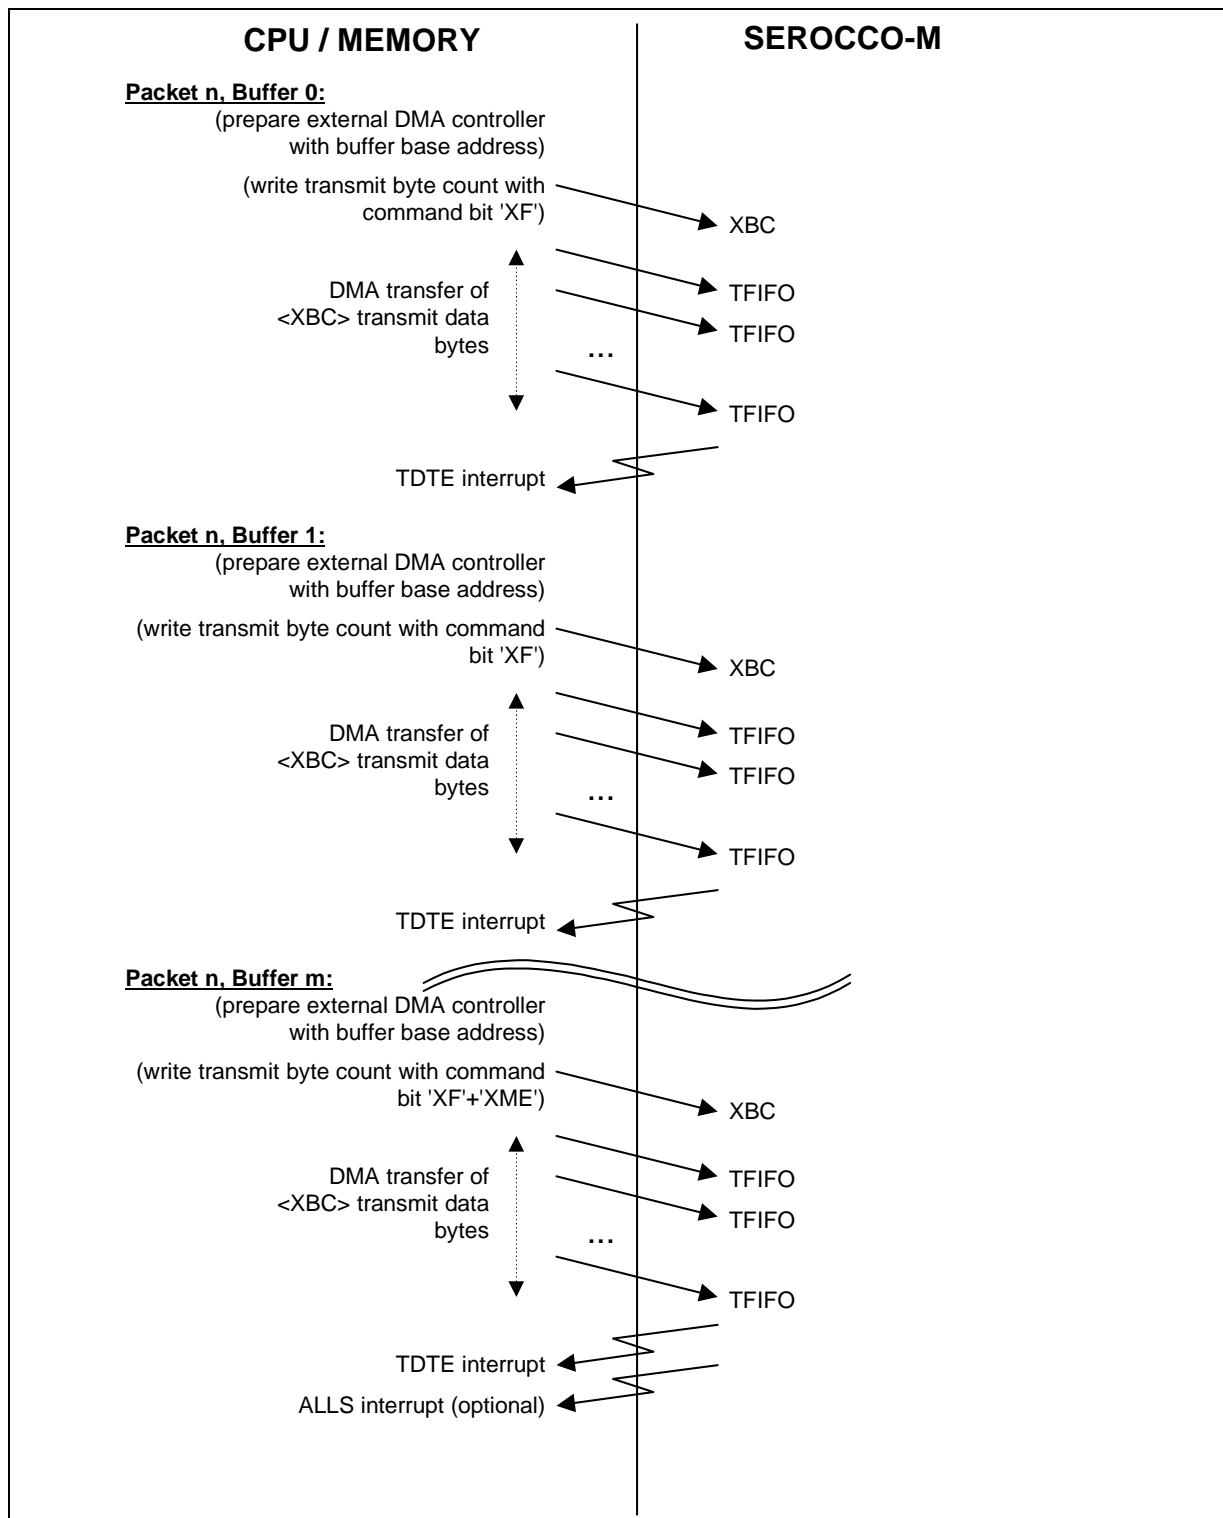 CPU / MEMORY
SEROCCO-M
Packet n, Buffer 0:
(prepare external DMA controller
with buffer base address)
(write transmit byte count with
command bit 'XF')
XBC
TFIFO
DMA transfer of
<XBC> transmit data
bytes
TFIFO
...
TFIFO
TDTE interrupt
Packet n, Buffer 1:
(prepare external DMA controller
with buffer base address)
(write transmit byte count with command
bit 'XF')
XBC
TFIFO
DMA transfer of
<XBC> transmit data
bytes
TFIFO
...
TFIFO
TDTE interrupt
Packet n, Buffer m:
(prepare external DMA controller
with buffer base address)
(write transmit byte count with command
bit 'XF'+'XME')
XBC
TFIFO
DMA transfer of
<XBC> transmit data
bytes
TFIFO
...
TFIFO
TDTE interrupt
ALLS interrupt (optional)